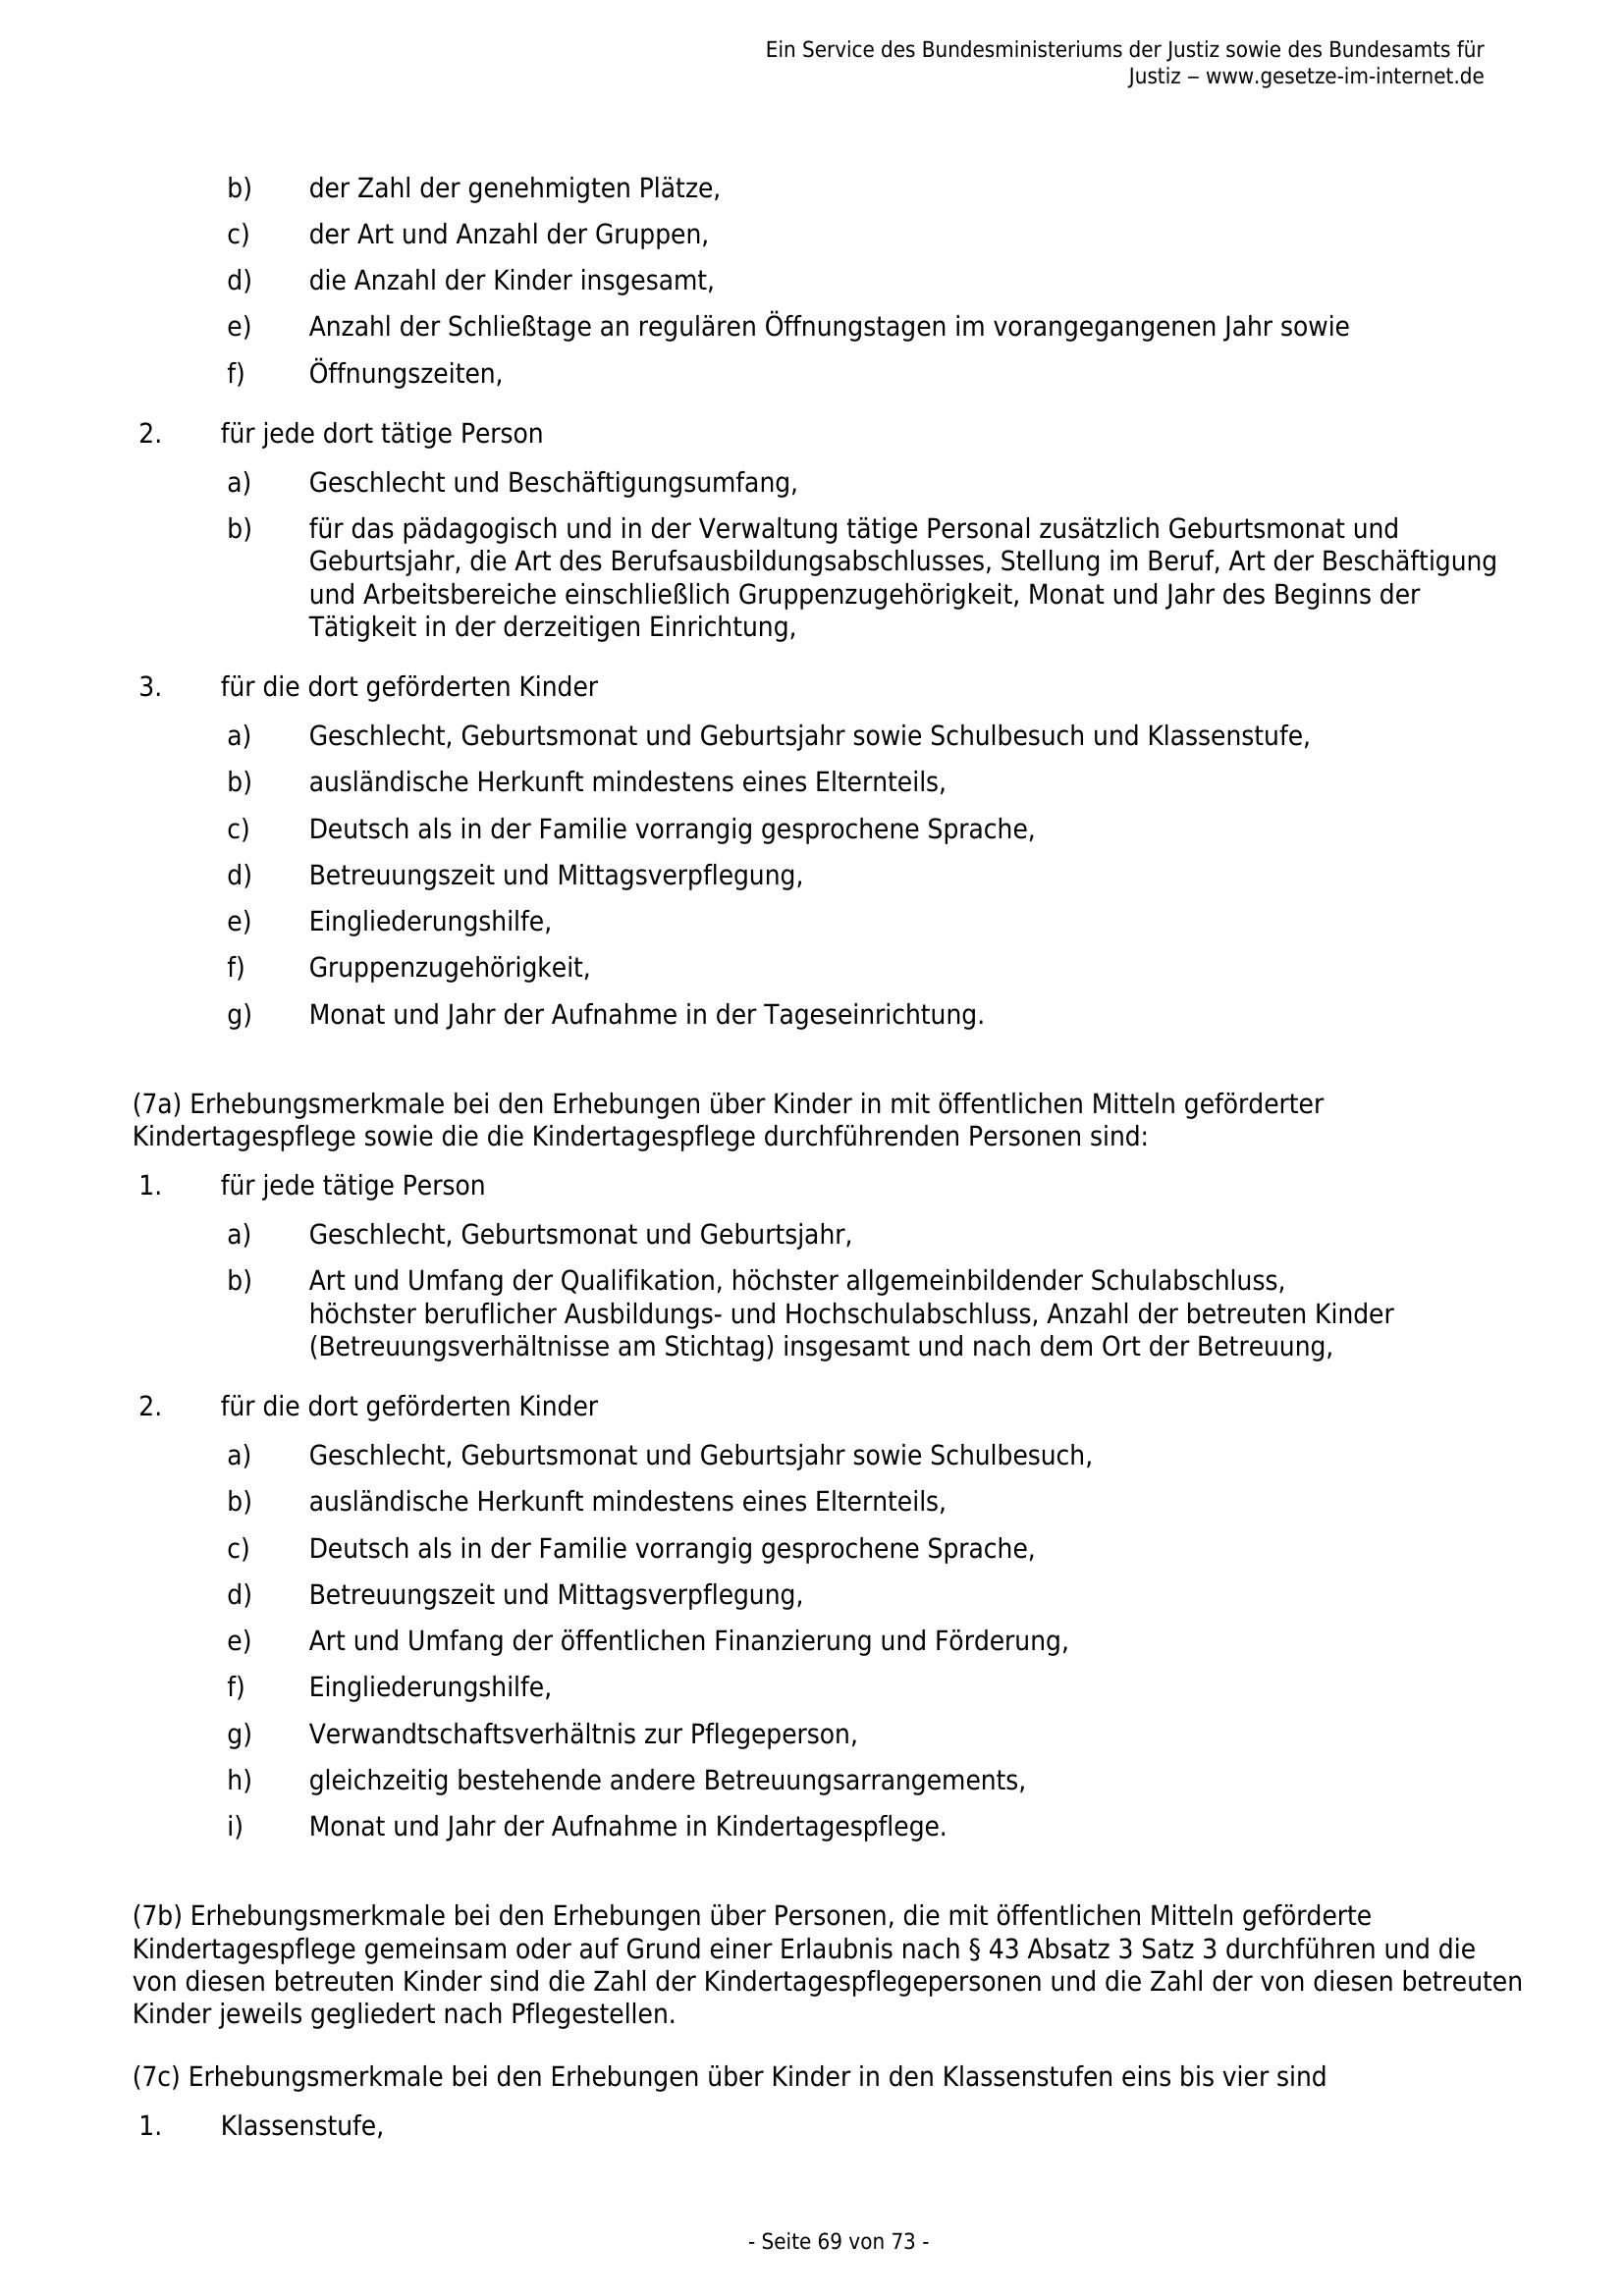 Ein Service des Bundesministeriums der Justiz sowie des Bundesamts für
Justiz ‒ www.gesetze-im-internet.de
b) der Zahl der genehmigten Plätze,
c) der Art und Anzahl der Gruppen,
d) die Anzahl der Kinder insgesamt,
e) Anzahl der Schließtage an regulären Öffnungstagen im vorangegangenen Jahr sowie
f) Öffnungszeiten,
2. für jede dort tätige Person
a) Geschlecht und Beschäftigungsumfang,
b) für das pädagogisch und in der Verwaltung tätige Personal zusätzlich Geburtsmonat und
Geburtsjahr, die Art des Berufsausbildungsabschlusses, Stellung im Beruf, Art der Beschäftigung
und Arbeitsbereiche einschließlich Gruppenzugehörigkeit, Monat und Jahr des Beginns der
Tätigkeit in der derzeitigen Einrichtung,
3. für die dort geförderten Kinder
a) Geschlecht, Geburtsmonat und Geburtsjahr sowie Schulbesuch und Klassenstufe,
b) ausländische Herkunft mindestens eines Elternteils,
c) Deutsch als in der Familie vorrangig gesprochene Sprache,
d) Betreuungszeit und Mittagsverpflegung,
e) Eingliederungshilfe,
f) Gruppenzugehörigkeit,
g) Monat und Jahr der Aufnahme in der Tageseinrichtung.
(7a) Erhebungsmerkmale bei den Erhebungen über Kinder in mit öffentlichen Mitteln geförderter
Kindertagespflege sowie die die Kindertagespflege durchführenden Personen sind:
1. für jede tätige Person
a) Geschlecht, Geburtsmonat und Geburtsjahr,
b) Art und Umfang der Qualifikation, höchster allgemeinbildender Schulabschluss,
höchster beruflicher Ausbildungs- und Hochschulabschluss, Anzahl der betreuten Kinder
(Betreuungsverhältnisse am Stichtag) insgesamt und nach dem Ort der Betreuung,
2. für die dort geförderten Kinder
a) Geschlecht, Geburtsmonat und Geburtsjahr sowie Schulbesuch,
b) ausländische Herkunft mindestens eines Elternteils,
c) Deutsch als in der Familie vorrangig gesprochene Sprache,
d) Betreuungszeit und Mittagsverpflegung,
e) Art und Umfang der öffentlichen Finanzierung und Förderung,
f) Eingliederungshilfe,
g) Verwandtschaftsverhältnis zur Pflegeperson,
h) gleichzeitig bestehende andere Betreuungsarrangements,
i) Monat und Jahr der Aufnahme in Kindertagespflege.
(7b) Erhebungsmerkmale bei den Erhebungen über Personen, die mit öffentlichen Mitteln geförderte
Kindertagespflege gemeinsam oder auf Grund einer Erlaubnis nach § 43 Absatz 3 Satz 3 durchführen und die
von diesen betreuten Kinder sind die Zahl der Kindertagespflegepersonen und die Zahl der von diesen betreuten
Kinder jeweils gegliedert nach Pflegestellen.
(7c) Erhebungsmerkmale bei den Erhebungen über Kinder in den Klassenstufen eins bis vier sind
1. Klassenstufe,
- Seite 69 von 73 -